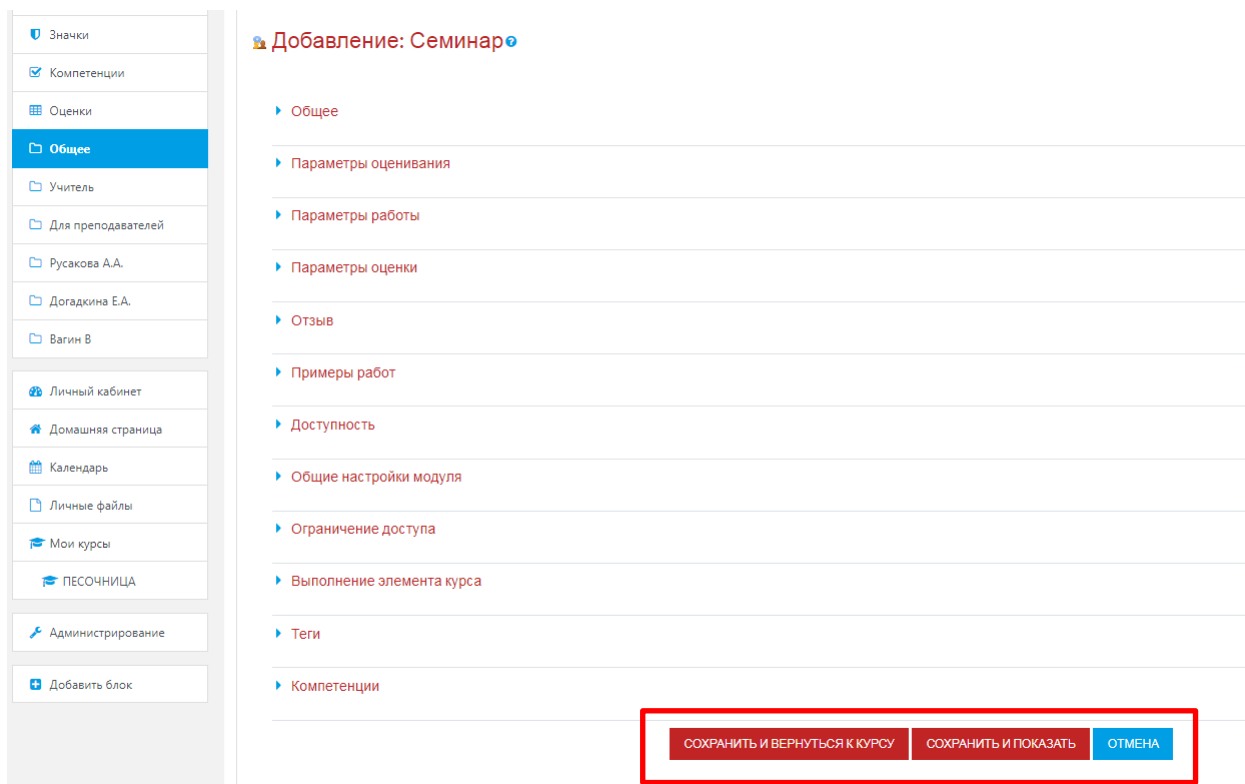 Значки
Компетенции
Оценки
Общее
Учитель
Для преподавателей
Русакова А.А.
Догадкина Е.А.
Вагин В
Личный кабинет
Домашняя страница
Календарь
Личные файлы
Мои курсы
ПЕСОЧНИЦА
Администрирование
Добавить блок
Добавление: Семинар
Общее
Параметры оценивания
Параметры работы
Параметры оценки
Отзыв
Примеры работ
Доступность
Общие настройки модуля
Ограничение доступа
Выполнение элемента курса
Теги
Компетенции
СОХРАНИТЬ И ВЕРНУТЬСЯ К КУРСУ СОХРАНИТЬ И ПОКАЗАТЬ ОТМЕНА